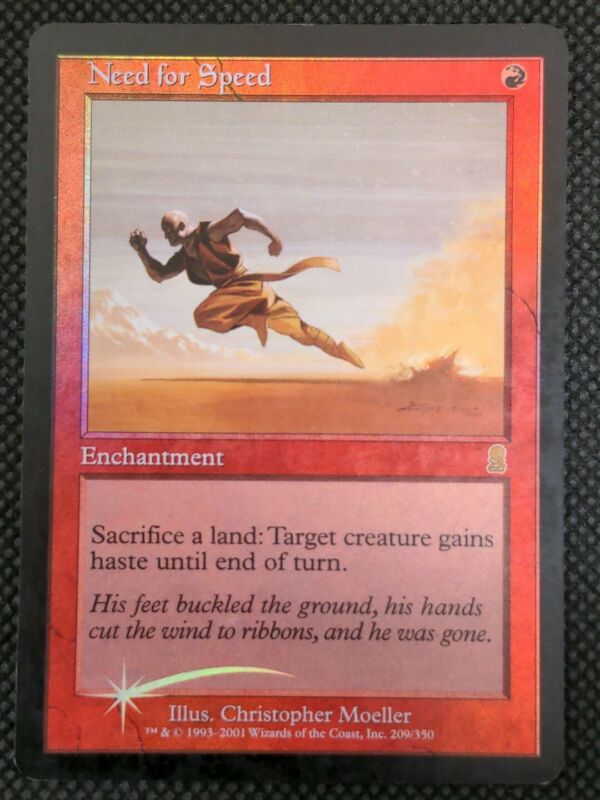 Need for Speed
Enchantment
Sacrifice a land: Target creature gains
haste until end of turn.
His feet buckled the ground, his hands
cut the wind to ribbons, and he was gone.
Illus. Christopher Moeller
™ & © 1993–2001 Wizards of the Coast, Inc. 209/350